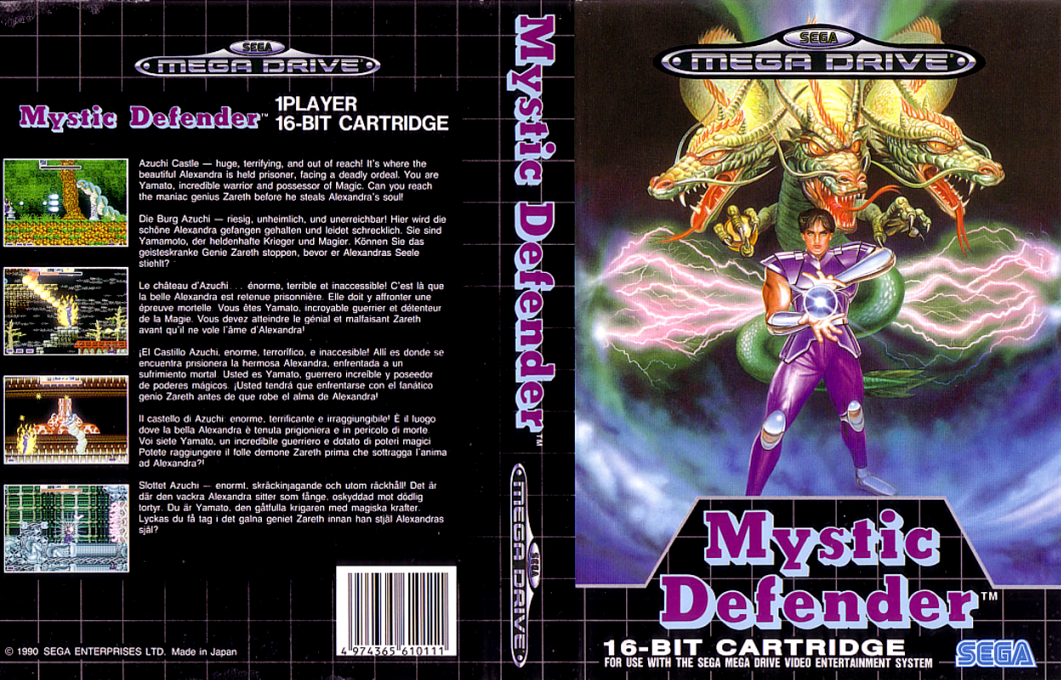 SEGA
MEGA DRIVE
Mystic Defender™
1PLAYER
16-BIT CARTRIDGE
Azuchi Castle — huge, terrifying, and out of reach! It's where the
beautiful Alexandra is held prisoner, facing a deadly ordeal. You are
Yamato, incredible warrior and possessor of Magic. Can you reach
the maniac genius Zareth before he steals Alexandra's soul!
Die Burg Azuchi — riesig, unheimlich, und unerreichbar! Hier wird die
schöne Alexandra gefangen gehalten und leidet schrecklich. Sie sind
Yamamoto, der heldenhafte Krieger und Magier. Können Sie das
geisteskranke Genie Zareth stoppen, bevor er Alexandras Seele
stiehlt?
Le château d'Azuchi... énorme, terrible et inaccessible! C'est là que
la belle Alexandra est retenue prisonnière. Elle doit y affronter une
épreuve mortelle. Vous êtes Yamato, incroyable guerrier et détenteur
de la Magie. Vous devez atteindre le génial et malfaisant Zareth
avant qu'il ne vole l'âme d'Alexandra!
¡El Castillo Azuchi, enorme, terrorífico, e inaccesible! Allí es donde se
encuentra prsionera la hermosa Alexandra, enfrentada a un
sufrimiento mortal. Usted es Yamato, guerrero increíble y poseedor
de poderes mágicos. ¡Usted tendrá que enfrentarse con el fanático
genio Zareth antes de que robe el alma de Alexandra!
Il castello di Azuchi: enorme, terrificante e irraggiungibile! È il luogo
dove la bella Alexandra è tenuta prigioniera e in pericolo di morte.
Voi siete Yamato, un incredibile guerriero e dotato di poteri magici
Potete raggiungere il folle demone Zareth prima che sottragga l'anima
ad Alexandra?!
Slottet Azuchi — enormt, skräckinjagande och utom räckhåll! Det är
där den vackra Alexandra sitter som fånge, oskyddad mot dödlig
tortyr. Du är Yamato, den gåtfulla krigaren med magiska krafter.
Lyckas du få tag i det galna geniet Zareth innan han stjäl Alexandras
själ?
4 974365 610111
© 1990 SEGA ENTERPRISES LTD. Made in Japan
Mystic Defender™
SEGA
MEGA DRIVE
SEGA
MEGA DRIVE
Mystic
Defender™
16-BIT CARTRIDGE
FOR USE WITH THE SEGA MEGA DRIVE VIDEO ENTERTAINMENT SYSTEM
SEGA